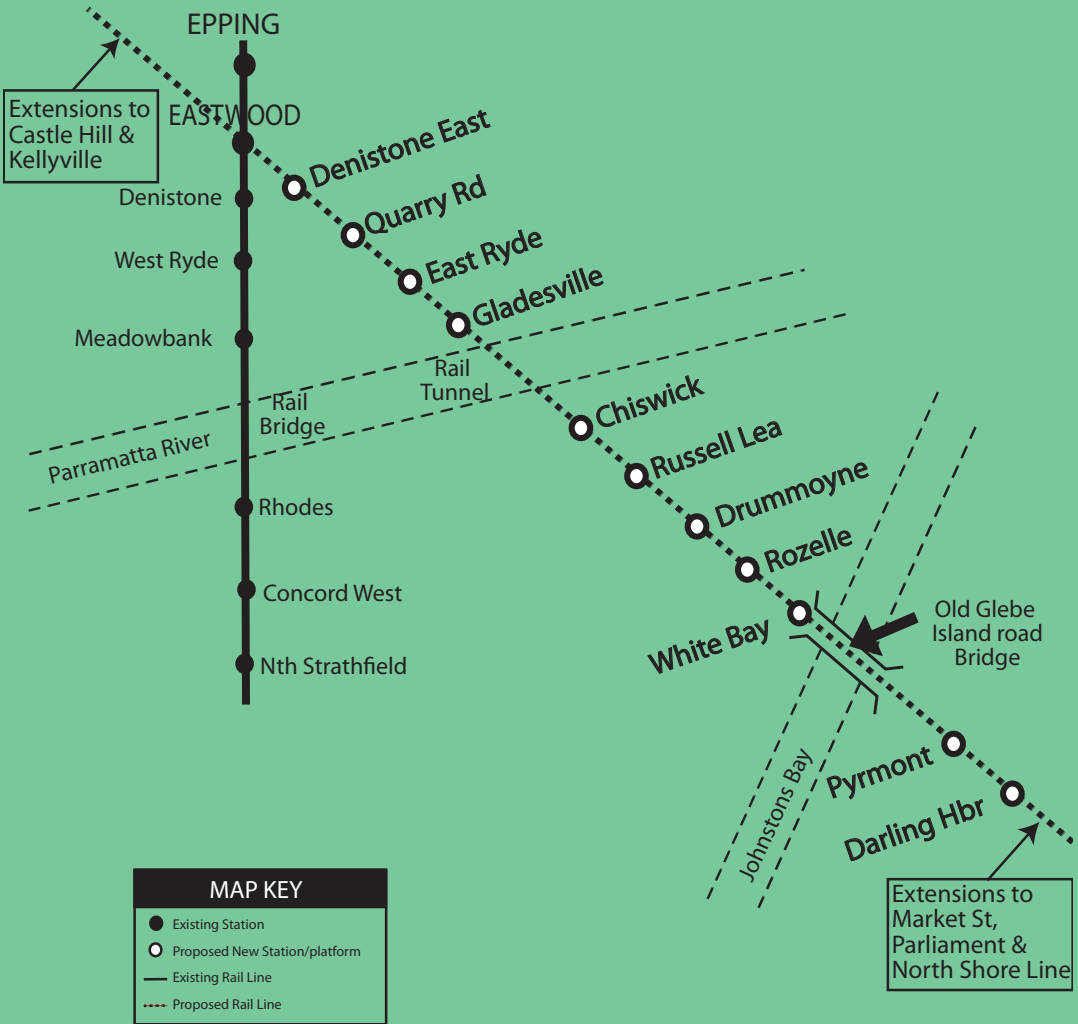 EPPING
Extensions to
Castle Hill &
Kellyville
EASTWOOD
Denistone East
Denistone
Quarry Rd
West Ryde
East Ryde
Gladesville
Meadowbank
Rail
Tunnel
Rail
Bridge
Parramatta River
Chiswick
Russell Lea
Rhodes
Drummoyne
Rozelle
Concord West
White Bay
Old Glebe
Island road
Bridge
Nth Strathfield
Pyrmont
Johnstons Bay
Darling Hbr
Extensions to
Market St,
Parliament &
North Shore Line
MAP KEY
Existing Station
Proposed New Station/platform
Existing Rail Line
Proposed Rail Line